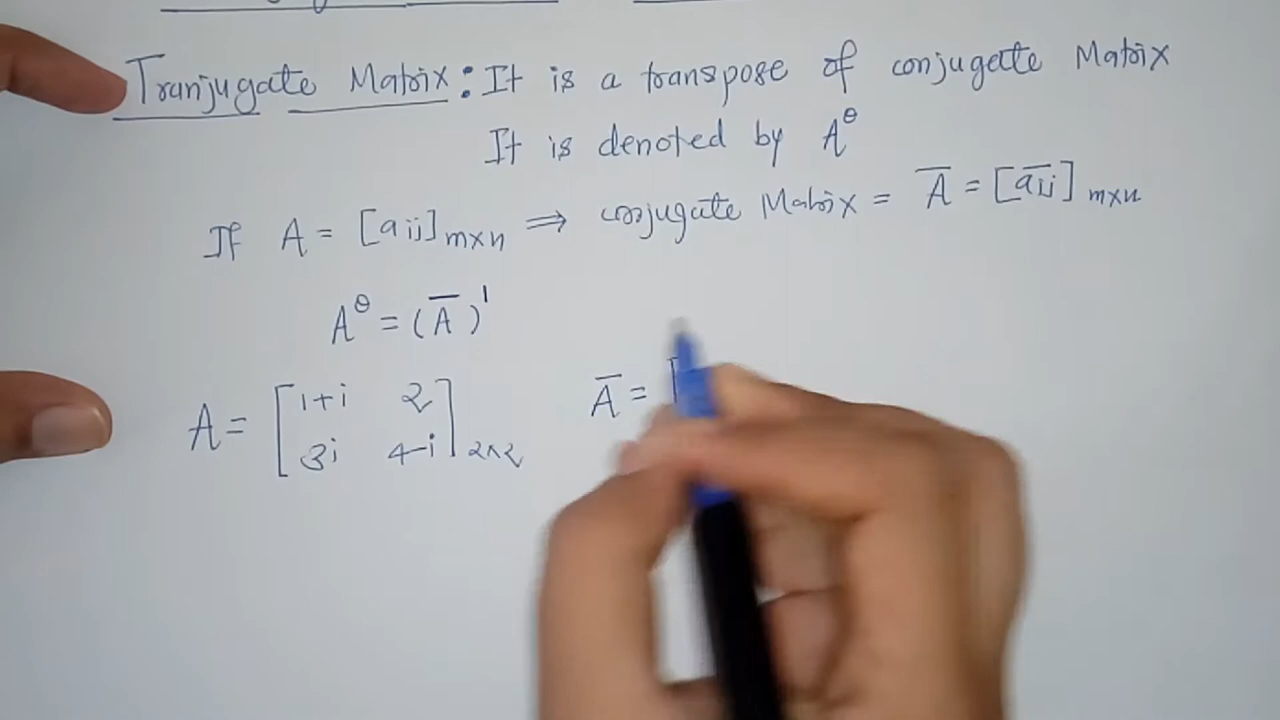 Tranjugate Matrix: It is a transpose of conjugate Matrix
It is denoted by A^θ
If A = [aij]m×n ⇒ conjugate Matrix = A̅ = [a̅i̅j̅]m×n
A^θ = (A̅)'
A = [1+i 2 A̅ = [
3i 4-i]2×2